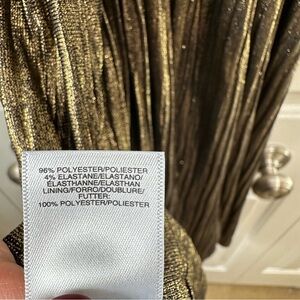 96% POLYESTER/POLIESTER
4% ELASTANE/ELASTANO/
ÉLASTHANNE/ELASTHAN
LINING/FORRO/DOUBLURE/
FUTTER:
100% POLYESTER/POLIESTER